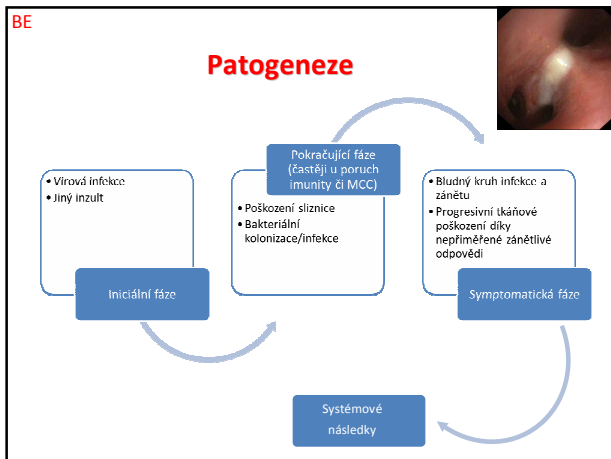 BE
Patogeneze
• Virová infekce
• Jiný inzult
Iniciální fáze
Pokračující fáze
(častěji u poruch
imunity či MCC)
• Poškození sliznice
• Bakteriální
kolonizace/infekce
• Bludný kruh infekce a
zánětu
• Progresivní tkáňové
poškození díky
nepřiměřené zánětlivé
odpovědí
Symptomatická fáze
Systémové
následky